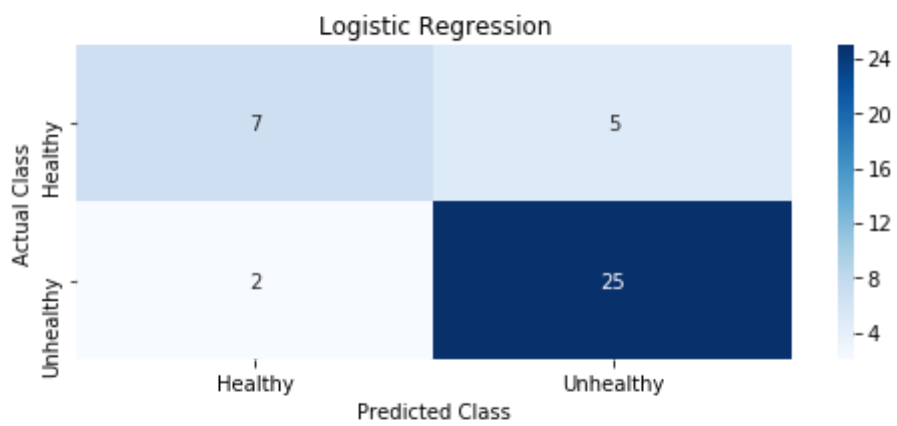 Logistic Regression
Actual Class
Healthy
7
5
Unhealthy
2
25
Healthy
Unhealthy
Predicted Class
24
20
16
12
8
4